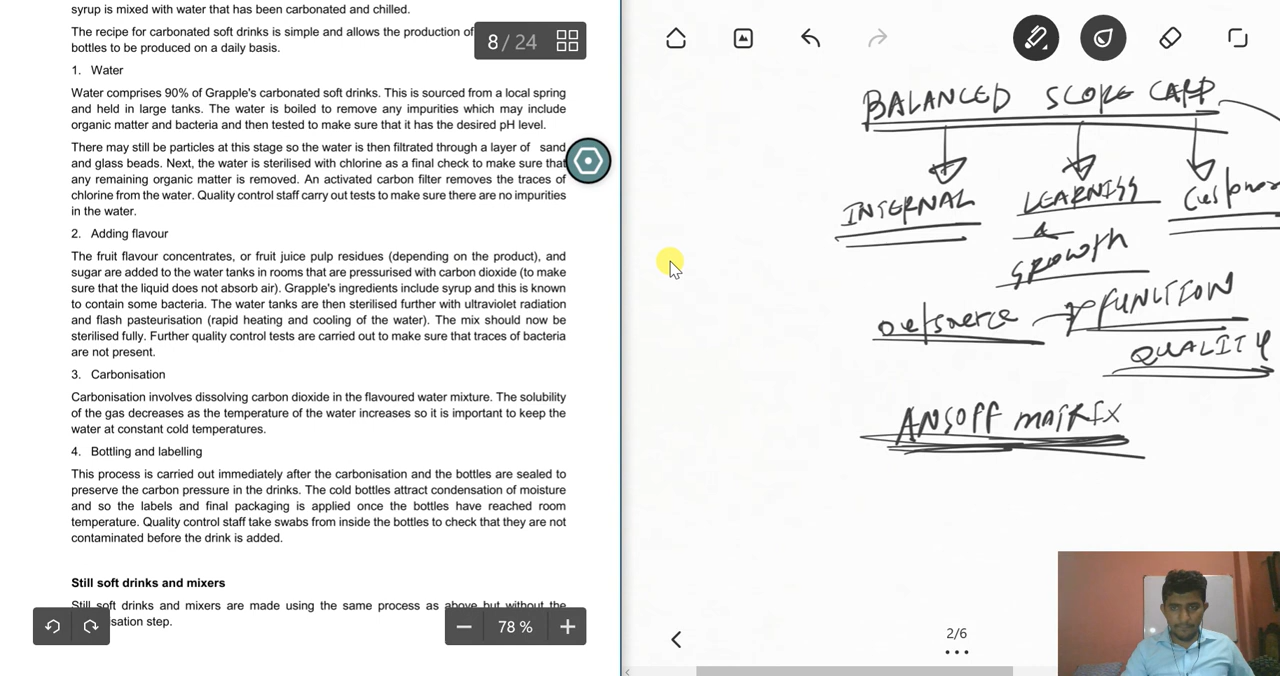 syrup is mixed with water that has been carbonated and chilled.
The recipe for carbonated soft drinks is simple and allows the production of
bottles to be produced on a daily basis.
1. Water
Water comprises 90% of Grapple's carbonated soft drinks. This is sourced from a local spring
and held in large tanks. The water is boiled to remove any impurities which may include
organic matter and bacteria and then tested to make sure that it has the desired pH level.
There may still be particles at this stage so the water is then filtrated through a layer of sand
and glass beads. Next, the water is sterilised with chlorine as a final check to make sure that
any remaining organic matter is removed. An activated carbon filter removes the traces of
chlorine from the water. Quality control staff carry out tests to make sure there are no impurities
in the water.
2. Adding flavour
The fruit flavour concentrates, or fruit juice pulp residues (depending on the product), and
sugar are added to the water tanks in rooms that are pressurised with carbon dioxide (to make
sure that the liquid does not absorb air). Grapple's ingredients include syrup and this is known
to contain some bacteria. The water tanks are then sterilised further with ultraviolet radiation
and flash pasteurisation (rapid heating and cooling of the water). The mix should now be
sterilised fully. Further quality control tests are carried out to make sure that traces of bacteria
are not present.
3. Carbonisation
Carbonisation involves dissolving carbon dioxide in the flavoured water mixture. The solubility
of the gas decreases as the temperature of the water increases so it is important to keep the
water at constant cold temperatures.
4. Bottling and labelling
This process is carried out immediately after the carbonisation and the bottles are sealed to
preserve the carbon pressure in the drinks. The cold bottles attract condensation of moisture
and so the labels and final packaging is applied once the bottles have reached room
temperature. Quality control staff take swabs from inside the bottles to check that they are not
contaminated before the drink is added.
Still soft drinks and mixers
Still soft drinks and mixers are made using the same process as above but without the
sation step.
8 / 24
78 %
BALANCED SCORE CARD
INTERNAL
LEARNING
&
Growth
Customer
Outsource
FUNCTION
QUALITY
ANSOFF MATRIX
2/6